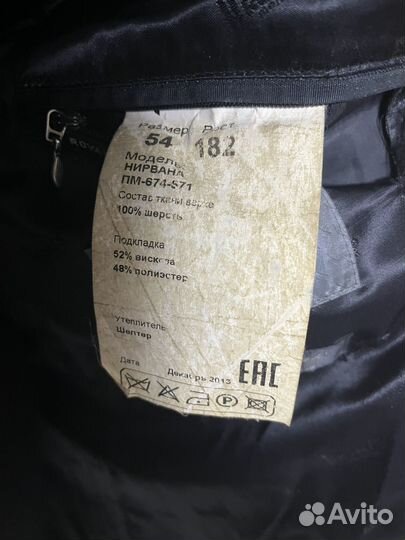 Размер Рост
54 182
Модель
НИРВАНА
ПМ-674-571
Состав ткани верха
100% шерсть
Подкладка
52% вискоза
48% полиэстер
Утеплитель
Шелтер
Дата Декабрь 2013
EAC
P
Avito